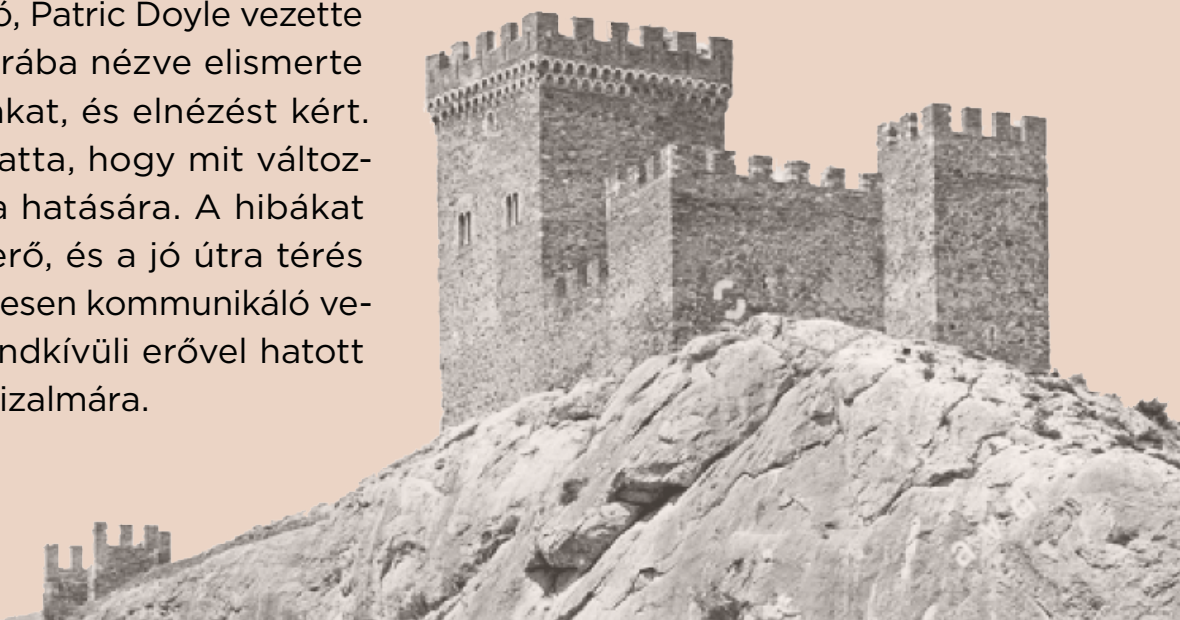 ó, Patric Doyle vezette
rába nézve elismerte
kat, és elnézést kért.
atta, hogy mit változ-
a hatására. A hibákat
erő, és a jó útra térés
esen kommunikáló ve-
ndkívüli erővel hatott
izalmára.